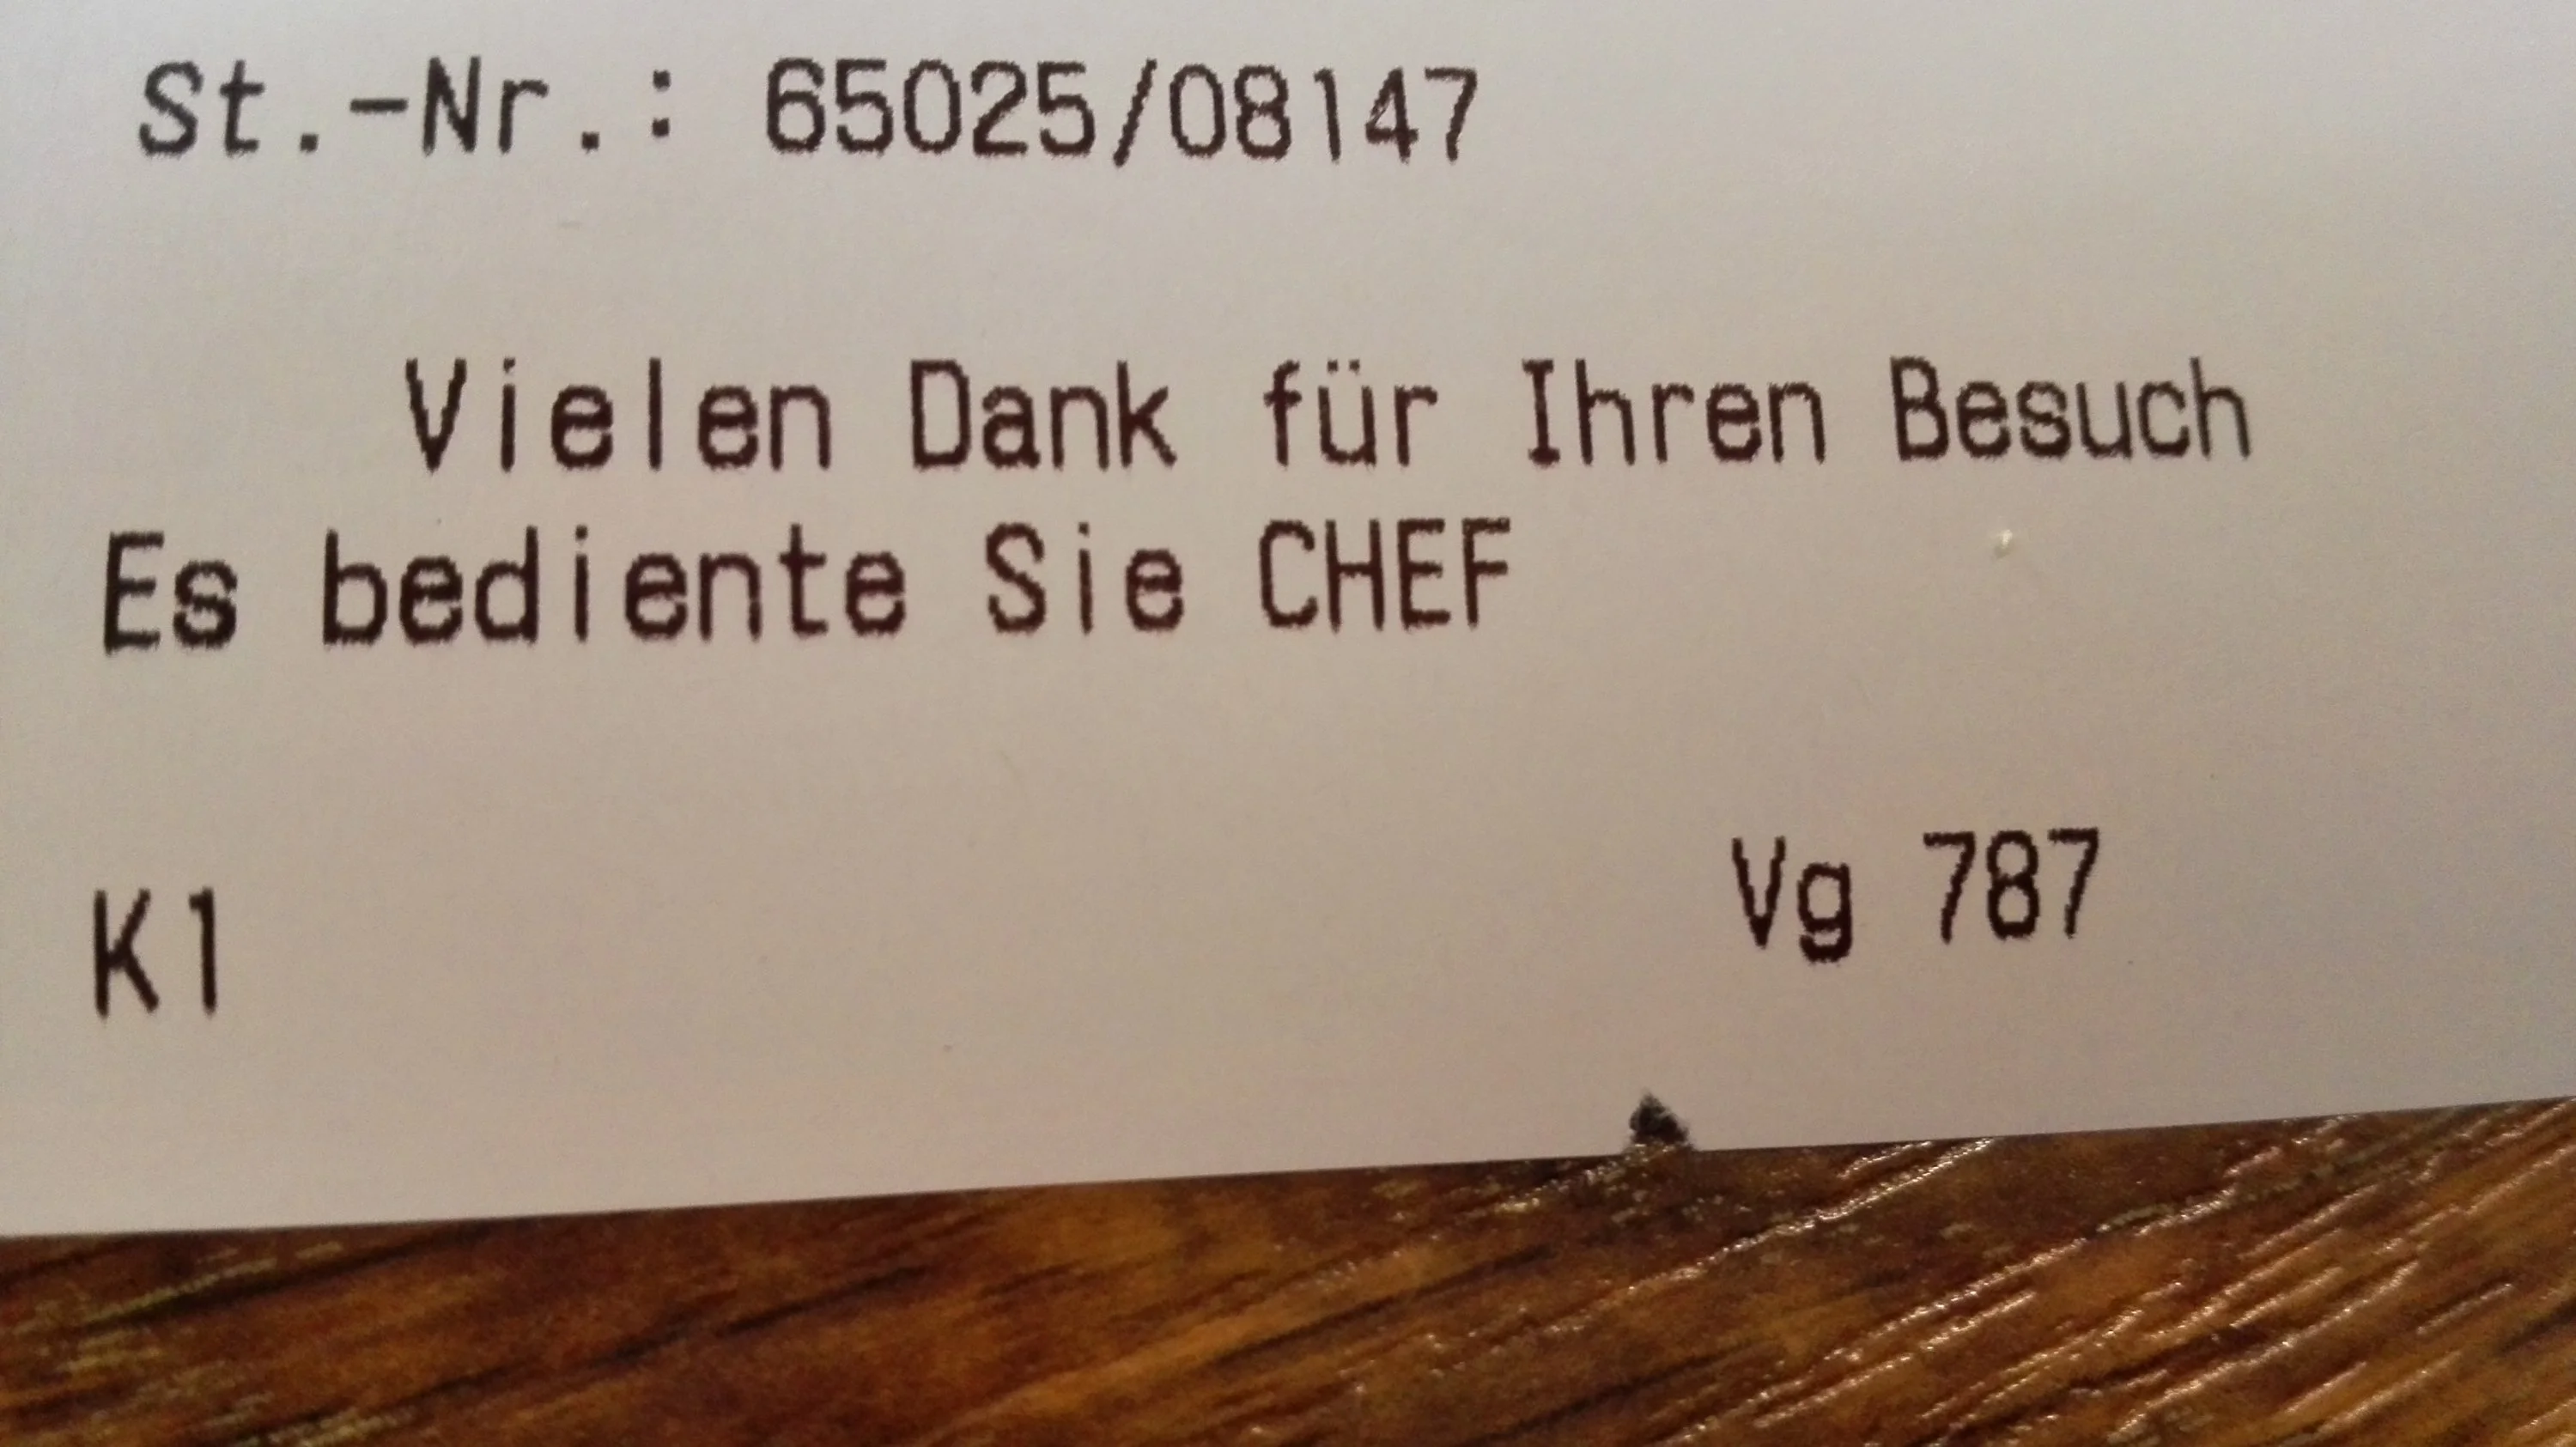 St.-Nr.: 65025/08147
Vielen Dank für Ihren Besuch
Es bediente Sie CHEF
K1 Vg 787